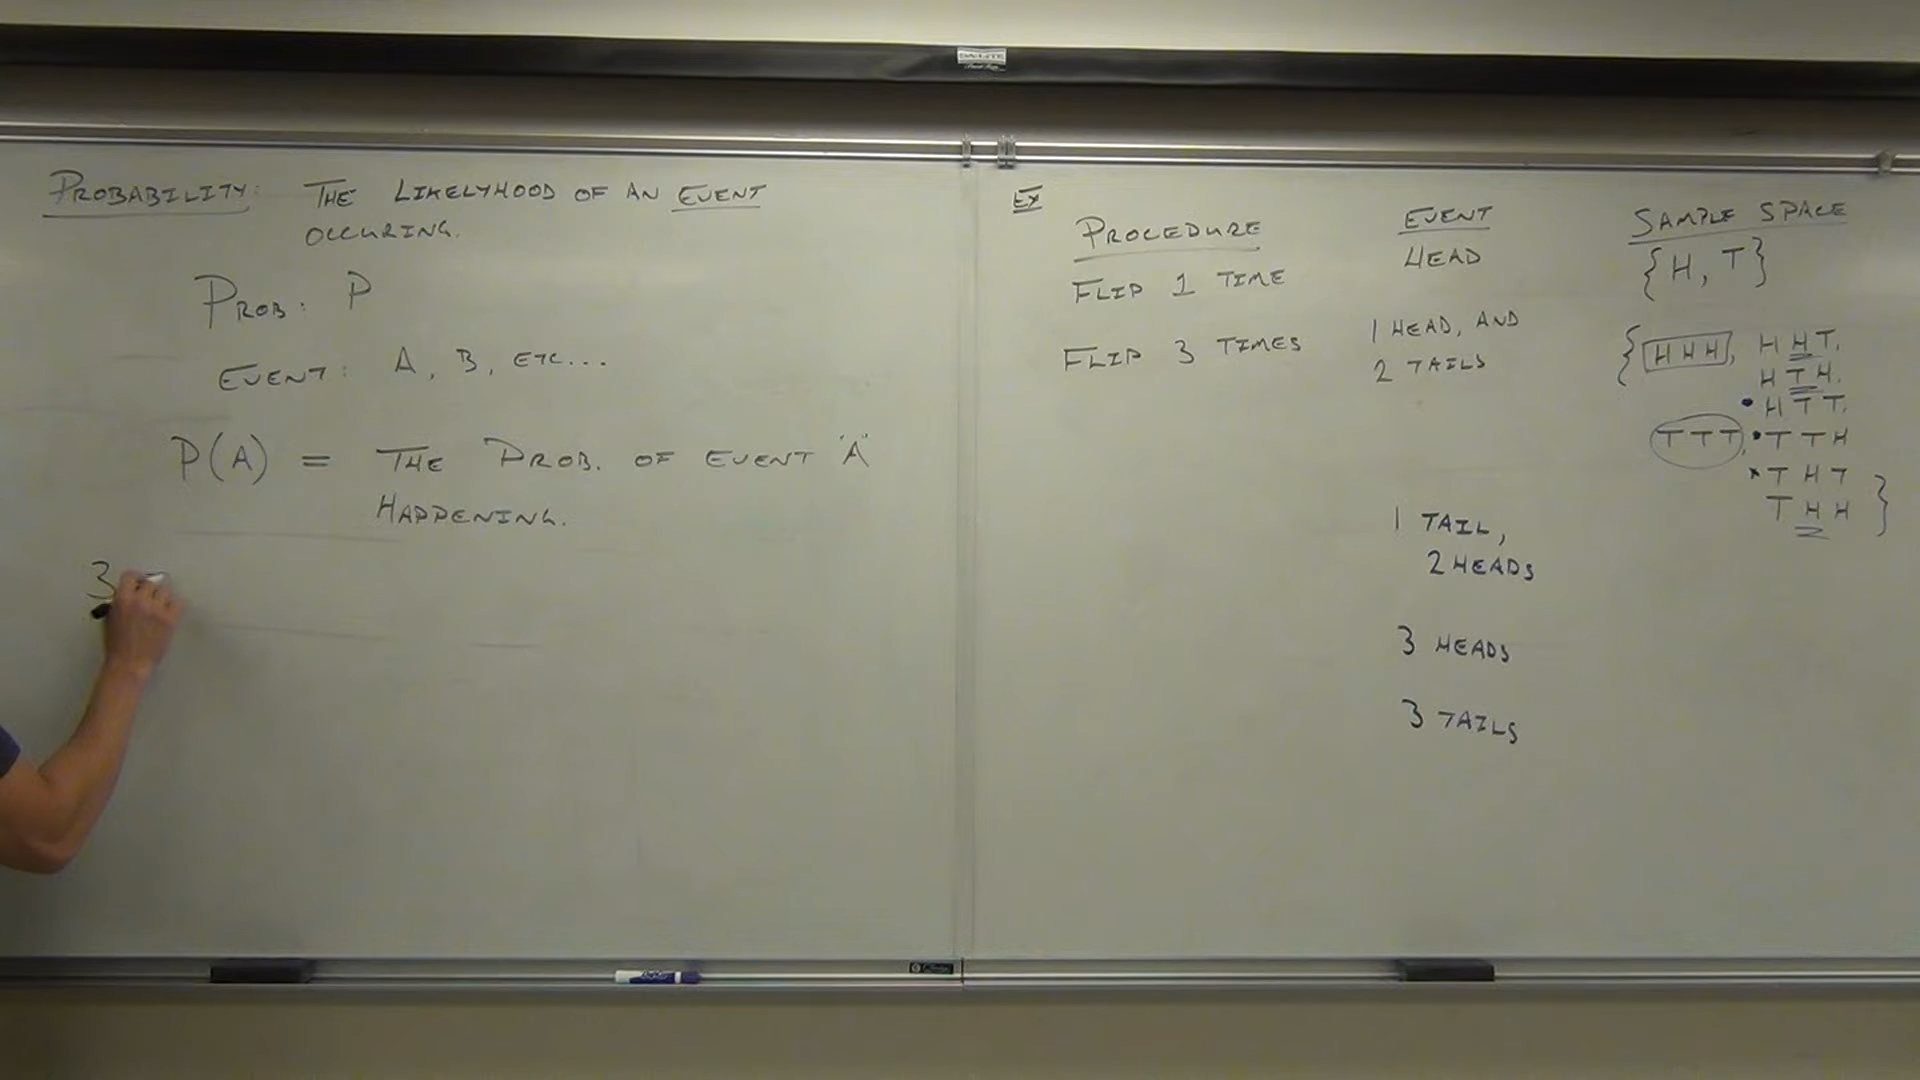 PROBABILITY: THE LIKELYHOOD OF AN EVENT
OCCURING.
PROB: P
EVENT: A, B, ETC...
P(A) = THE PROB. OF EVENT "A"
HAPPENING.
3
EX
PROCEDURE
FLIP 1 TIME
FLIP 3 TIMES
EVENT
HEAD
1 HEAD, AND
2 TAILS
1 TAIL,
2 HEADS
3 HEADS
3 TAILS
SAMPLE SPACE
{H, T}
{HHH, HHT,
HTH,
• HTT,
TTT, • TTH
• THT
THH}
DA-LITE